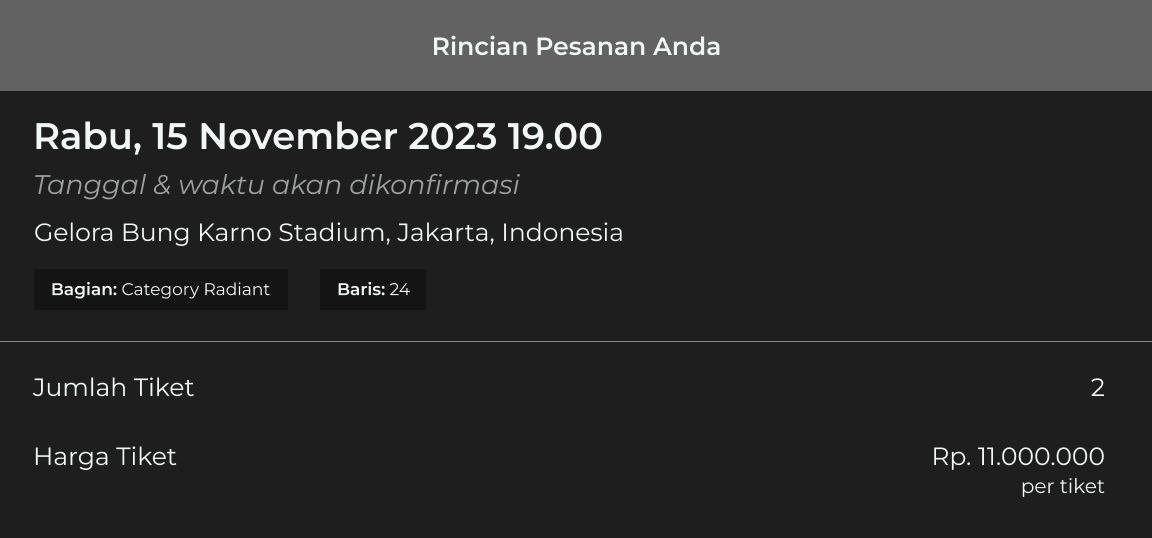 Rincian Pesanan Anda
Rabu, 15 November 2023 19.00
Tanggal & waktu akan dikonfirmasi
Gelora Bung Karno Stadium, Jakarta, Indonesia
Bagian: Category Radiant Baris: 24
Jumlah Tiket 2
Harga Tiket Rp. 11.000.000
per tiket